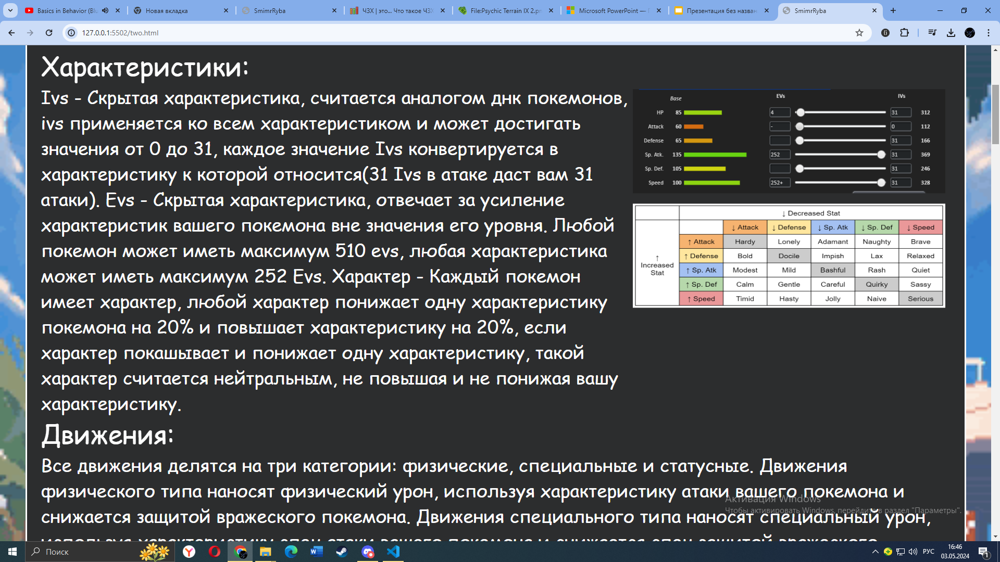 Basics in Behavior (Blu
Новая вкладка
SmimrRyba
ЧЗХ | это... Что такое ЧЗХ
File:Psychic Terrain IX 2.pn
Microsoft PowerPoint —
Презентация без назван
SmimrRyba
127.0.0.1:5502/two.html
Характеристики:
Ivs - Скрытая характеристика, считается аналогом днк покемонов,
ivs применяется ко всем характеристиком и может достигать
значения от 0 до 31, каждое значение Ivs конвертируется в
характеристику к которой относится(31 Ivs в атаке даст вам 31
атаки). Evs - Скрытая характеристика, отвечает за усиление
характеристик вашего покемона вне значения его уровня. Любой
покемон может иметь максимум 510 evs, любая характеристика
может иметь максимум 252 Evs. Характер - Каждый покемон
имеет характер, любой характер понижает одну характеристику
покемона на 20% и повышает характеристику на 20%, если
характер покашывает и понижает одну характеристику, такой
характер считается нейтральным, не повышая и не понижая вашу
характеристику.
Base EVs IVs
HP 85 4 31 312
Attack 60 - 0 112
Defense 65 31 166
Sp. Atk. 135 252 31 369
Sp. Def. 105 31 246
Speed 100 252+ 31 328
↓ Decreased Stat
↓ Attack ↓ Defense ↓ Sp. Atk ↓ Sp. Def ↓ Speed
↑ Increased Stat
↑ Attack Hardy Lonely Adamant Naughty Brave
↑ Defense Bold Docile Impish Lax Relaxed
↑ Sp. Atk Modest Mild Bashful Rash Quiet
↑ Sp. Def Calm Gentle Careful Quirky Sassy
↑ Speed Timid Hasty Jolly Naive Serious
Движения:
Все движения делятся на три категории: физические, специальные и статусные. Движения
физического типа наносят физический урон, используя характеристику атаки вашего покемона и
снижается защитой вражеского покемона. Движения специального типа наносят специальный урон,
используя характеристику спец атаки вашего покемона и снижается спец защитой вражеского
Активация Windows
Чтобы активировать Windows, перейдите в раздел "Параметры".
Поиск
РУС
16:46
03.05.2024
1